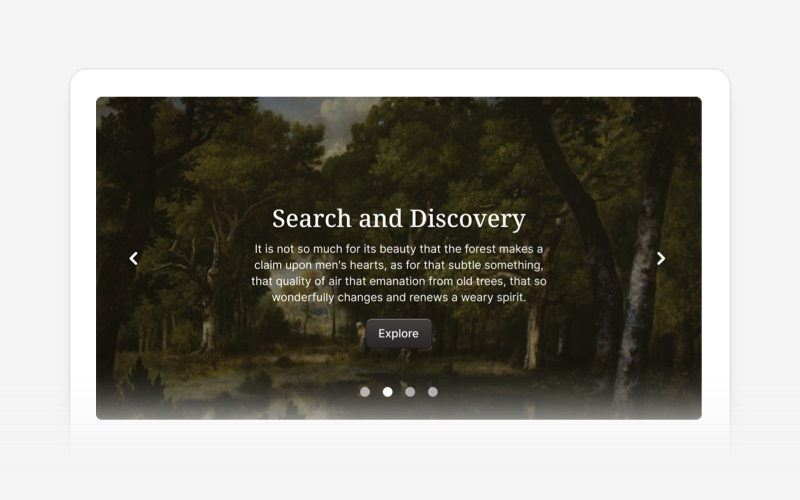 Search and Discovery
It is not so much for its beauty that the forest makes a
claim upon men's hearts, as for that subtle something,
that quality of air that emanation from old trees, that so
wonderfully changes and renews a weary spirit.
Explore